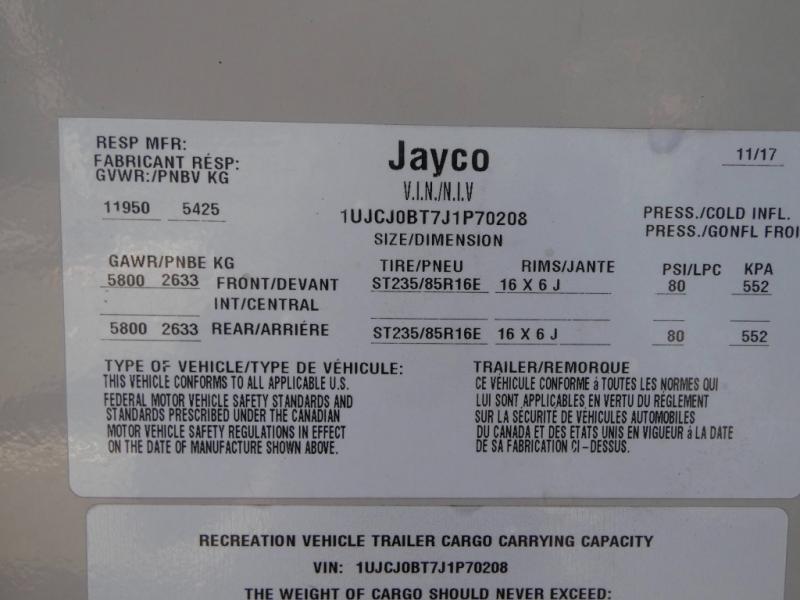 RESP MFR: Jayco 11/17
FABRICANT RÉSP:
GVWR:/PNBV KG V.I.N./N.I.V
11950 5425 1UJCJ0BT7J1P70208 PRESS./COLD INFL.
SIZE/DIMENSION PRESS./GONFL FROI
GAWR/PNBE KG TIRE/PNEU RIMS/JANTE PSI/LPC KPA
5800 2633 FRONT/DEVANT ST235/85R16E 16 X 6 J 80 552
INT/CENTRAL
5800 2633 REAR/ARRIÉRE ST235/85R16E 16 X 6 J 80 552
TYPE OF VEHICLE/TYPE DE VÉHICULE: TRAILER/REMORQUE
THIS VEHICLE CONFORMS TO ALL APPLICABLE U.S.
FEDERAL MOTOR VEHICLE SAFETY STANDARDS AND
STANDARDS PRESCRIBED UNDER THE CANADIAN
MOTOR VEHICLE SAFETY REGULATIONS IN EFFECT
ON THE DATE OF MANUFACTURE SHOWN ABOVE.
CE VÉHICULE CONFORME á TOUTES LES NORMES QUI
LUI SONT APPLICABLES EN VERTU DU RÈGLEMENT
SUR LA SÉCURITÉ DE VÉHICULES AUTOMOBILES
DU CANADA ET DES ETATS UNIS EN VIGUEUR á LA DATE
DE SA FABRICATION CI-DESSUS.
RECREATION VEHICLE TRAILER CARGO CARRYING CAPACITY
VIN: 1UJCJ0BT7J1P70208
THE WEIGHT OF CARGO SHOULD NEVER EXCEED: